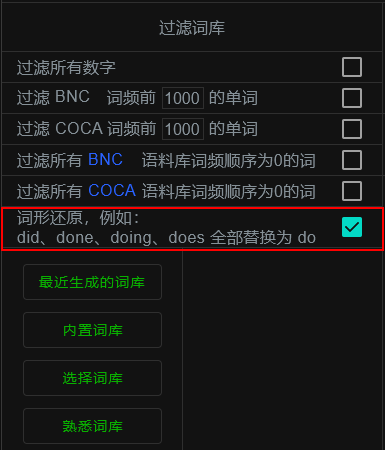 过滤词库
过滤所有数字
过滤 BNC 词频前 1000 的单词
过滤 COCA 词频前 1000 的单词
过滤所有 BNC 语料库词频顺序为0的词
过滤所有 COCA 语料库词频顺序为0的词
词形还原，例如：
did、done、doing、does 全部替换为 do
最近生成的词库
内置词库
选择词库
熟悉词库